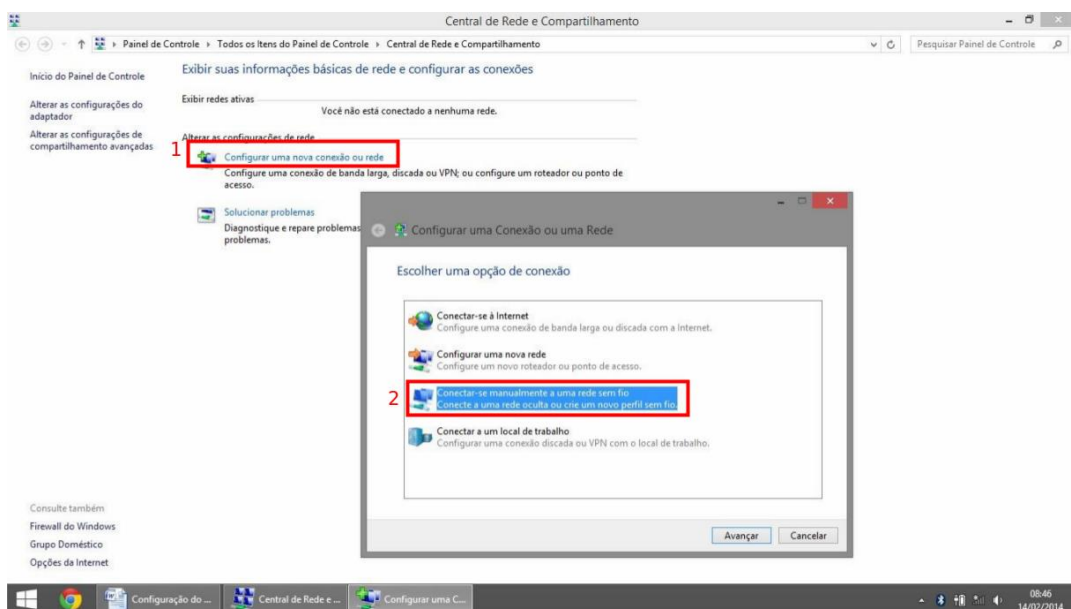 Central de Rede e Compartilhamento
Painel de Controle
Todos os Itens do Painel de Controle
Central de Rede e Compartilhamento
Pesquisar Painel de Controle
Início do Painel de Controle
Alterar as configurações do
adaptador
Alterar as configurações de
compartilhamento avançadas
Exibir suas informações básicas de rede e configurar as conexões
Exibir redes ativas
Você não está conectado a nenhuma rede.
Alterar as configurações de rede
1
Configurar uma nova conexão ou rede
Configure uma conexão de banda larga, discada ou VPN; ou configure um roteador ou ponto de
acesso.
Solucionar problemas
Diagnostique e repare problemas
problemas.
Configurar uma Conexão ou uma Rede
Escolher uma opção de conexão
Conectar-se à Internet
Configure uma conexão de banda larga ou discada com a Internet.
Configurar uma nova rede
Configure um novo roteador ou ponto de acesso.
2
Conectar-se manualmente a uma rede sem fio
Conecte a uma rede oculta ou crie um novo perfil sem fio.
Conectar a um local de trabalho
Configurar uma conexão discada ou VPN com o local de trabalho.
Avançar
Cancelar
Consulte também
Firewall do Windows
Grupo Doméstico
Opções da Internet
Configuração do ...
Central de Rede e ...
Configurar uma C...
08:46
14/02/2014